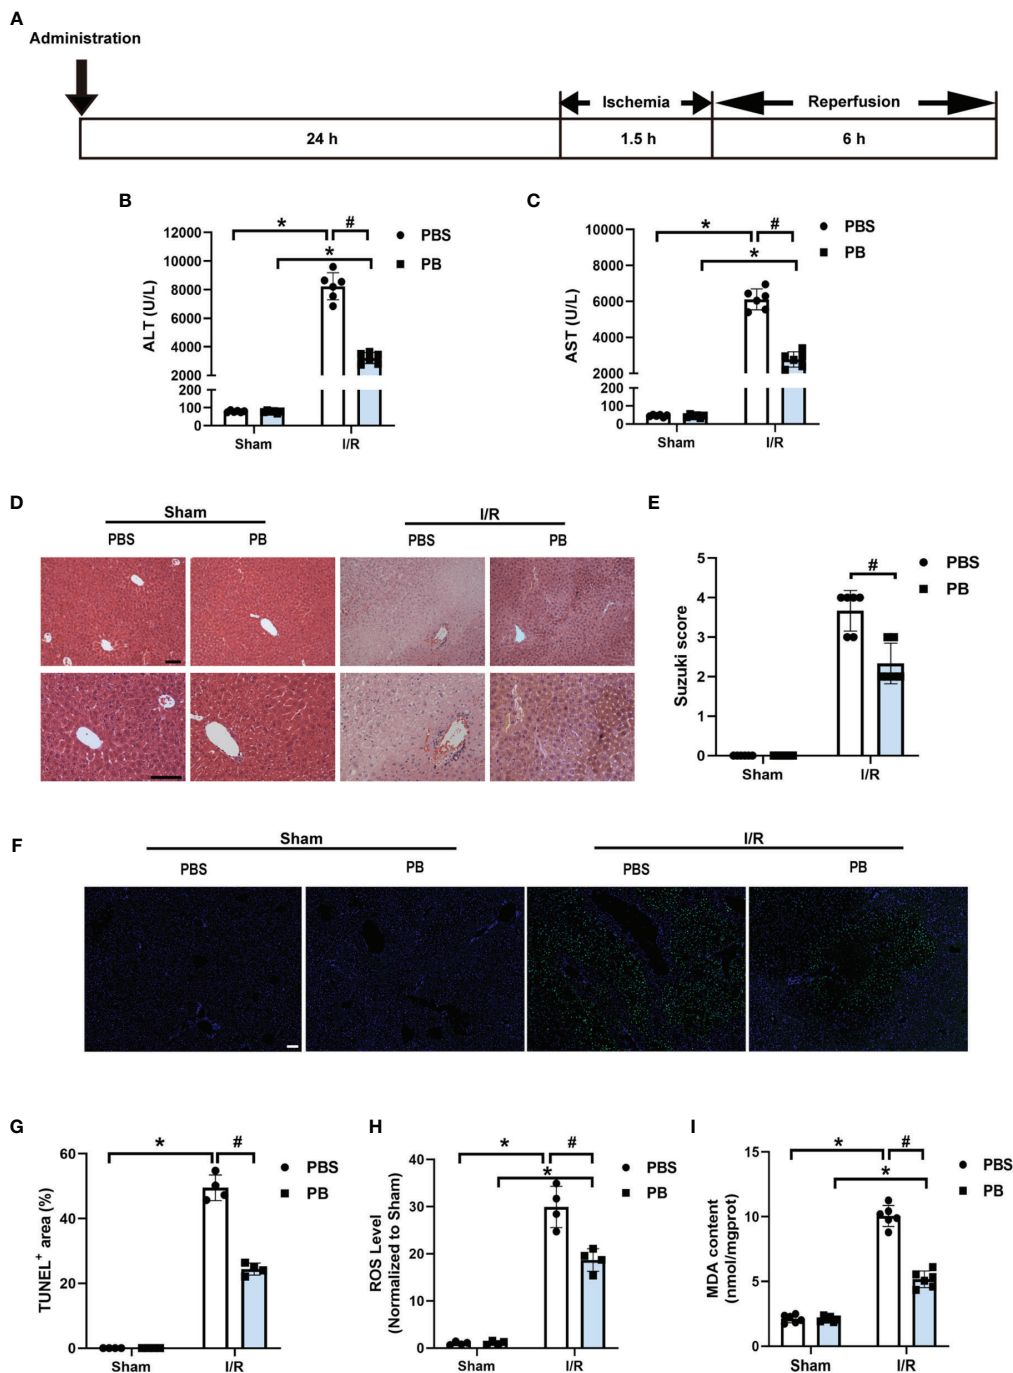 A
Administration
Ischemia
Reperfusion
24 h
1.5 h
6 h
B
ALT (U/L)
12000
10000
8000
6000
4000
2000
200
100
0
*
#
*
PBS
PB
Sham
I/R
C
AST (U/L)
10000
8000
6000
4000
2000
200
100
0
*
#
*
PBS
PB
Sham
I/R
D
Sham
I/R
PBS
PB
PBS
PB
E
Suzuki score
5
4
3
2
1
0
#
PBS
PB
Sham
I/R
F
Sham
I/R
PBS
PB
PBS
PB
G
TUNEL+ area (%)
60
40
20
0
*
#
PBS
PB
Sham
I/R
H
ROS Level
(Normalized to Sham)
40
30
20
10
0
*
#
*
PBS
PB
Sham
I/R
I
MDA content
(nmol/mgprot)
15
10
5
0
*
#
*
PBS
PB
Sham
I/R